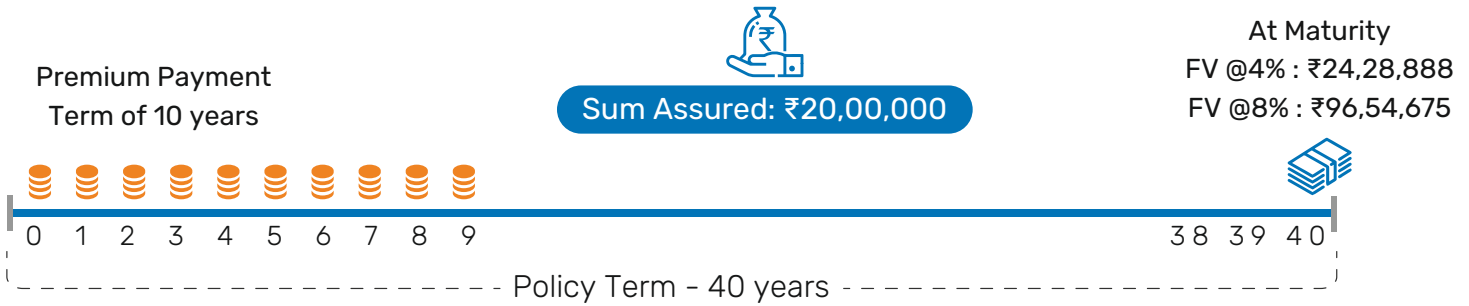 Premium Payment
Term of 10 years
₹
Sum Assured: ₹20,00,000
At Maturity
FV @4% : ₹24,28,888
FV @8% : ₹96,54,675
0 1 2 3 4 5 6 7 8 9 38 39 40
Policy Term - 40 years